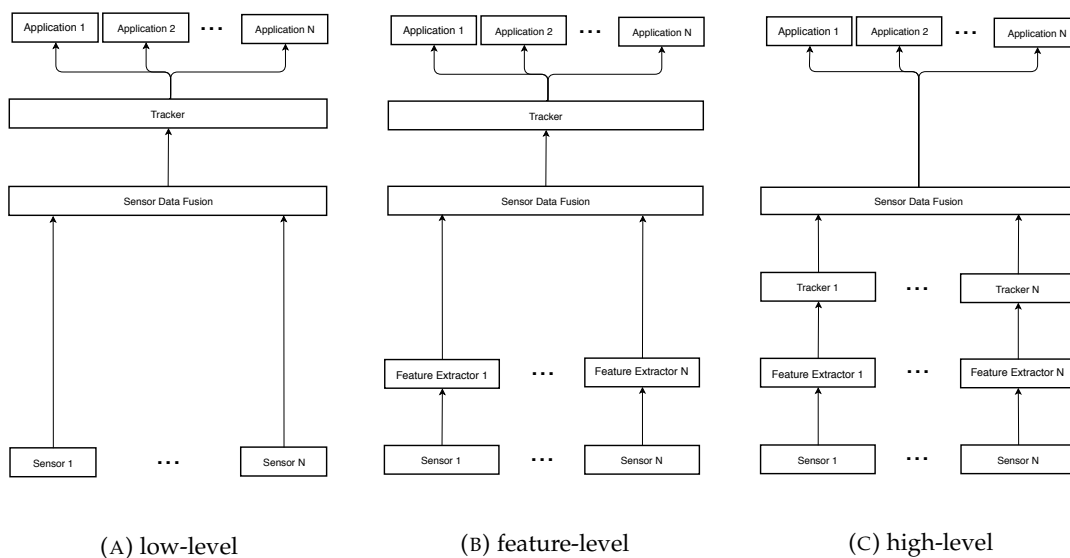 Application 1 Application 2 ... Application N
Tracker
Sensor Data Fusion
Sensor 1 ... Sensor N
(A) low-level
Application 1 Application 2 ... Application N
Tracker
Sensor Data Fusion
Feature Extractor 1 ... Feature Extractor N
Sensor 1 ... Sensor N
(B) feature-level
Application 1 Application 2 ... Application N
Sensor Data Fusion
Tracker 1 ... Tracker N
Feature Extractor 1 ... Feature Extractor N
Sensor 1 ... Sensor N
(C) high-level